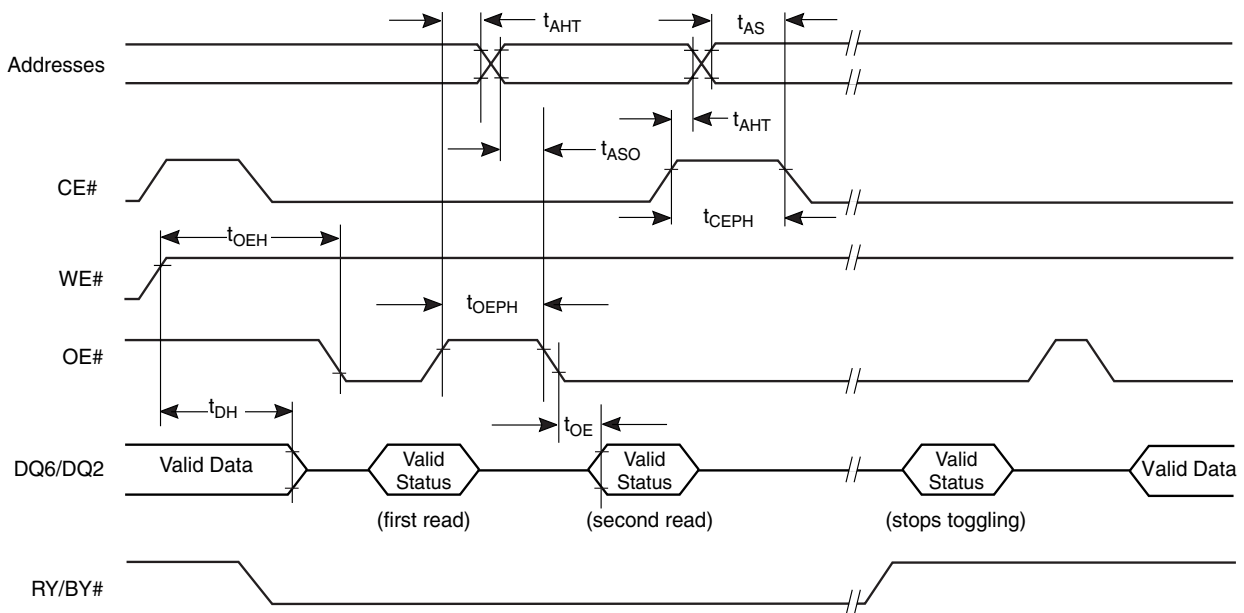 tAHT
tAS
Addresses
tAHT
tASO
CE#
tCEPH
tOEH
WE#
tOEPH
OE#
tDH
tOE
DQ6/DQ2
Valid Data
Valid
Status
Valid
Status
Valid
Status
Valid Data
(first read)
(second read)
(stops toggling)
RY/BY#